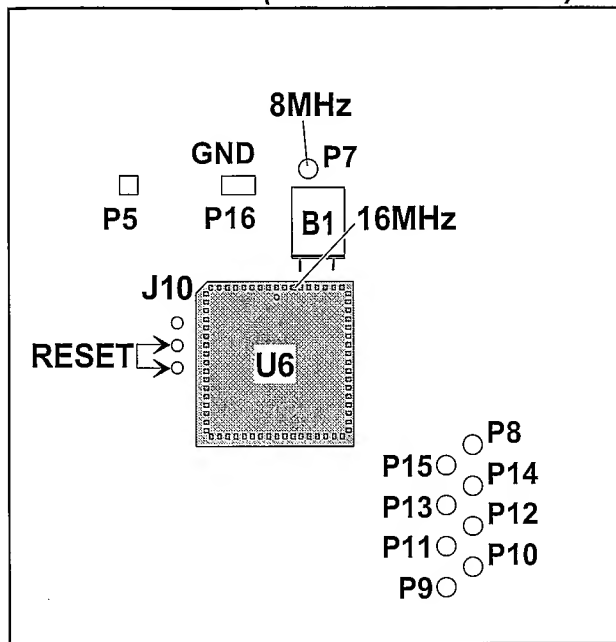 8MHz
GND
P7
P5
P16
B1
16MHz
J10
RESET
U6
P8
P15
P14
P13
P12
P11
P10
P9